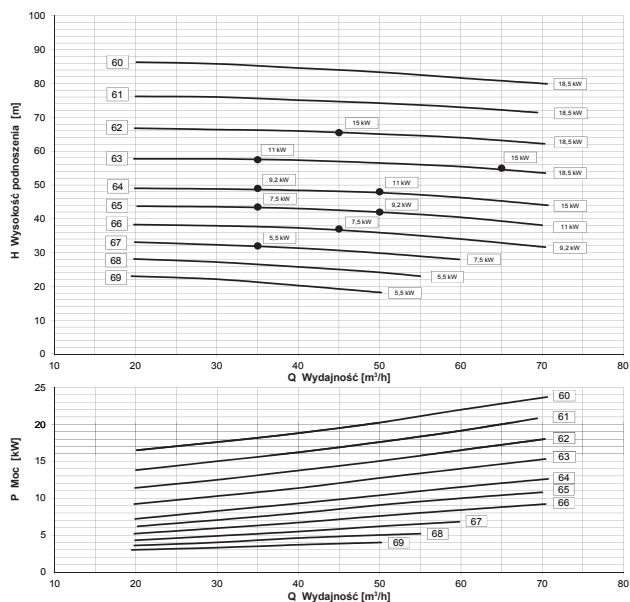 H Wysokość podnoszenia [m]
100
90
80
70
60
50
40
30
20
10
0
60
61
62
63
64
65
66
67
68
69
18,5 kW
18,5 kW
15 kW
18,5 kW
11 kW
15 kW
18,5 kW
9,2 kW
11 kW
15 kW
7,5 kW
9,2 kW
11 kW
7,5 kW
9,2 kW
5,5 kW
7,5 kW
5,5 kW
5,5 kW
10 20 30 40 50 60 70 80
Q Wydajność [m³/h]
P Moc [kW]
25
20
15
10
5
0
60
61
62
63
64
65
66
67
68
69
10 20 30 40 50 60 70 80
Q Wydajność [m³/h]